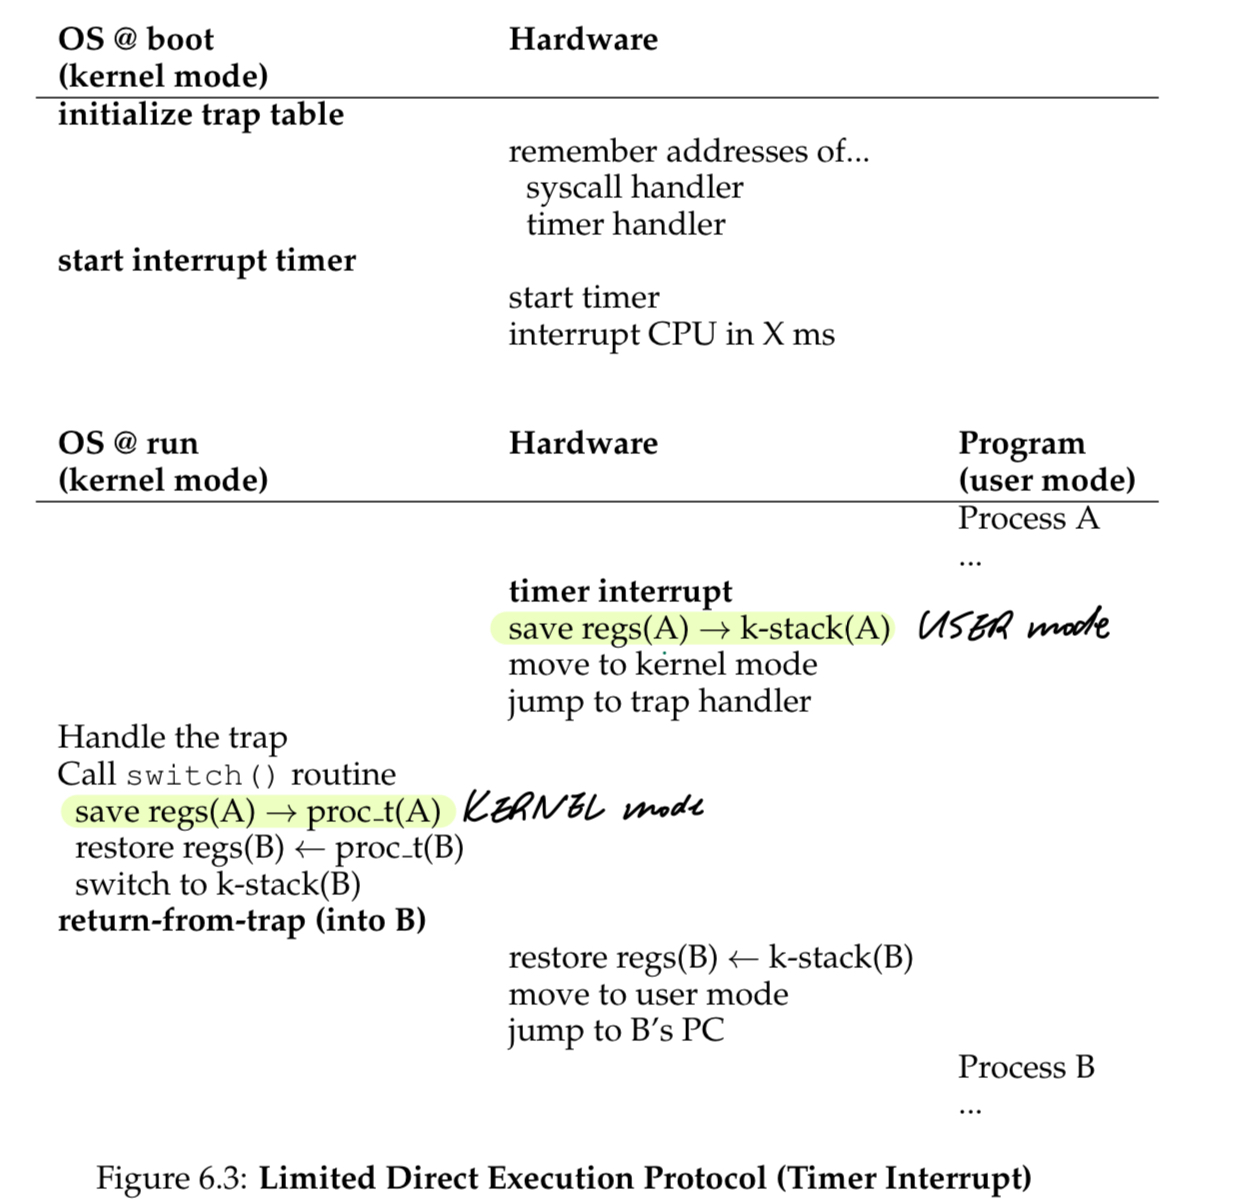 OS @ boot Hardware
(kernel mode)
initialize trap table
remember addresses of...
syscall handler
timer handler
start interrupt timer
start timer
interrupt CPU in X ms
OS @ run Hardware Program
(kernel mode) (user mode)
Process A
...
timer interrupt
save regs(A) → k-stack(A) USER mode
move to kernel mode
jump to trap handler
Handle the trap
Call switch() routine
save regs(A) → proc_t(A) KERNEL mode
restore regs(B) ← proc_t(B)
switch to k-stack(B)
return-from-trap (into B)
restore regs(B) ← k-stack(B)
move to user mode
jump to B's PC
Process B
...
Figure 6.3: Limited Direct Execution Protocol (Timer Interrupt)